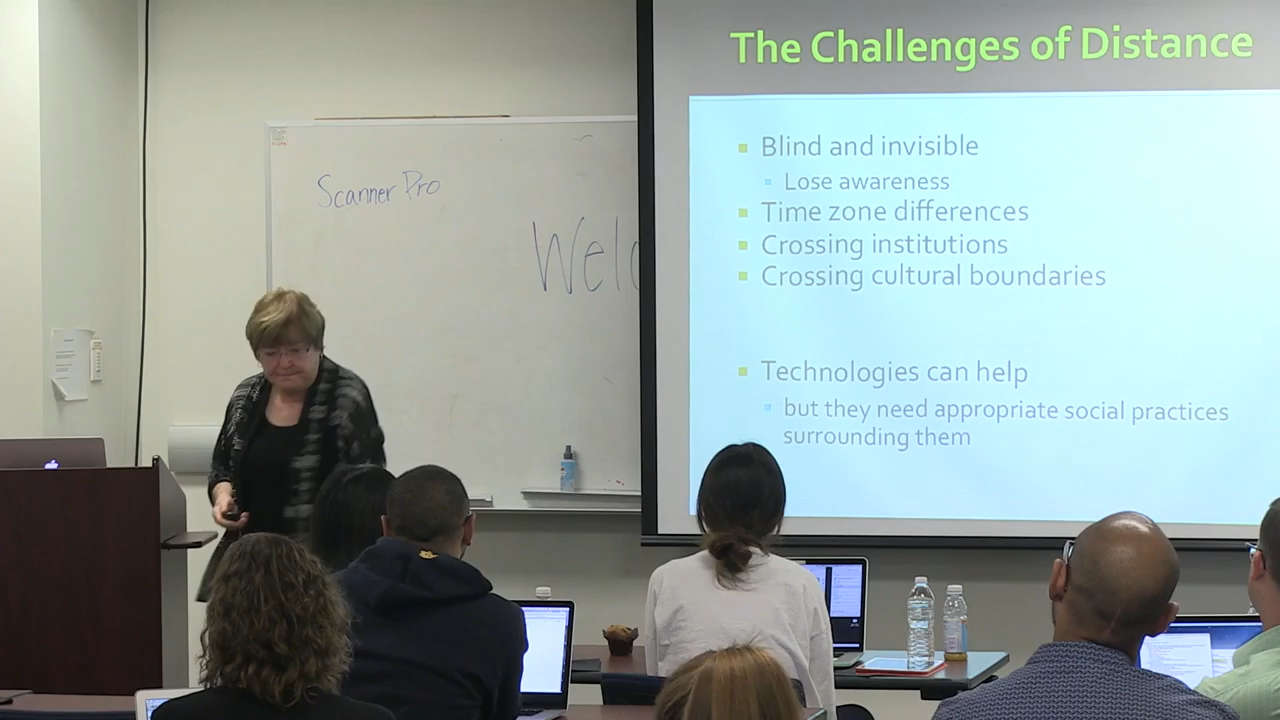 The Challenges of Distance
Scanner Pro
Welc
Blind and invisible
Lose awareness
Time zone differences
Crossing institutions
Crossing cultural boundaries
Technologies can help
but they need appropriate social practices
surrounding them